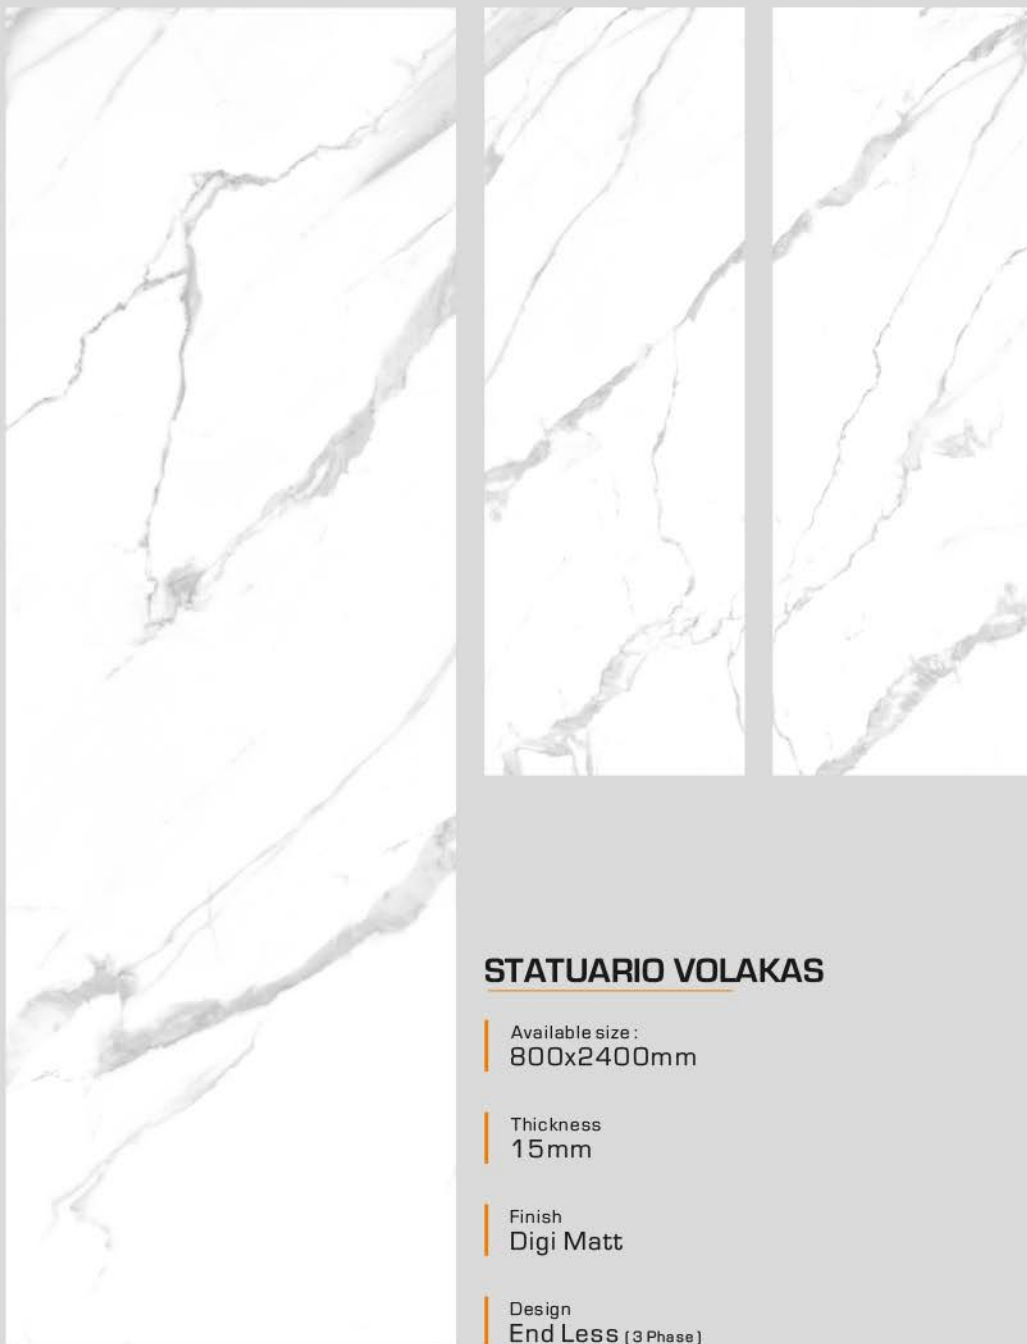 STATUARIO VOLAKAS
Available size :
800x2400mm
Thickness
15mm
Finish
Digi Matt
Design
End Less (3 Phase)